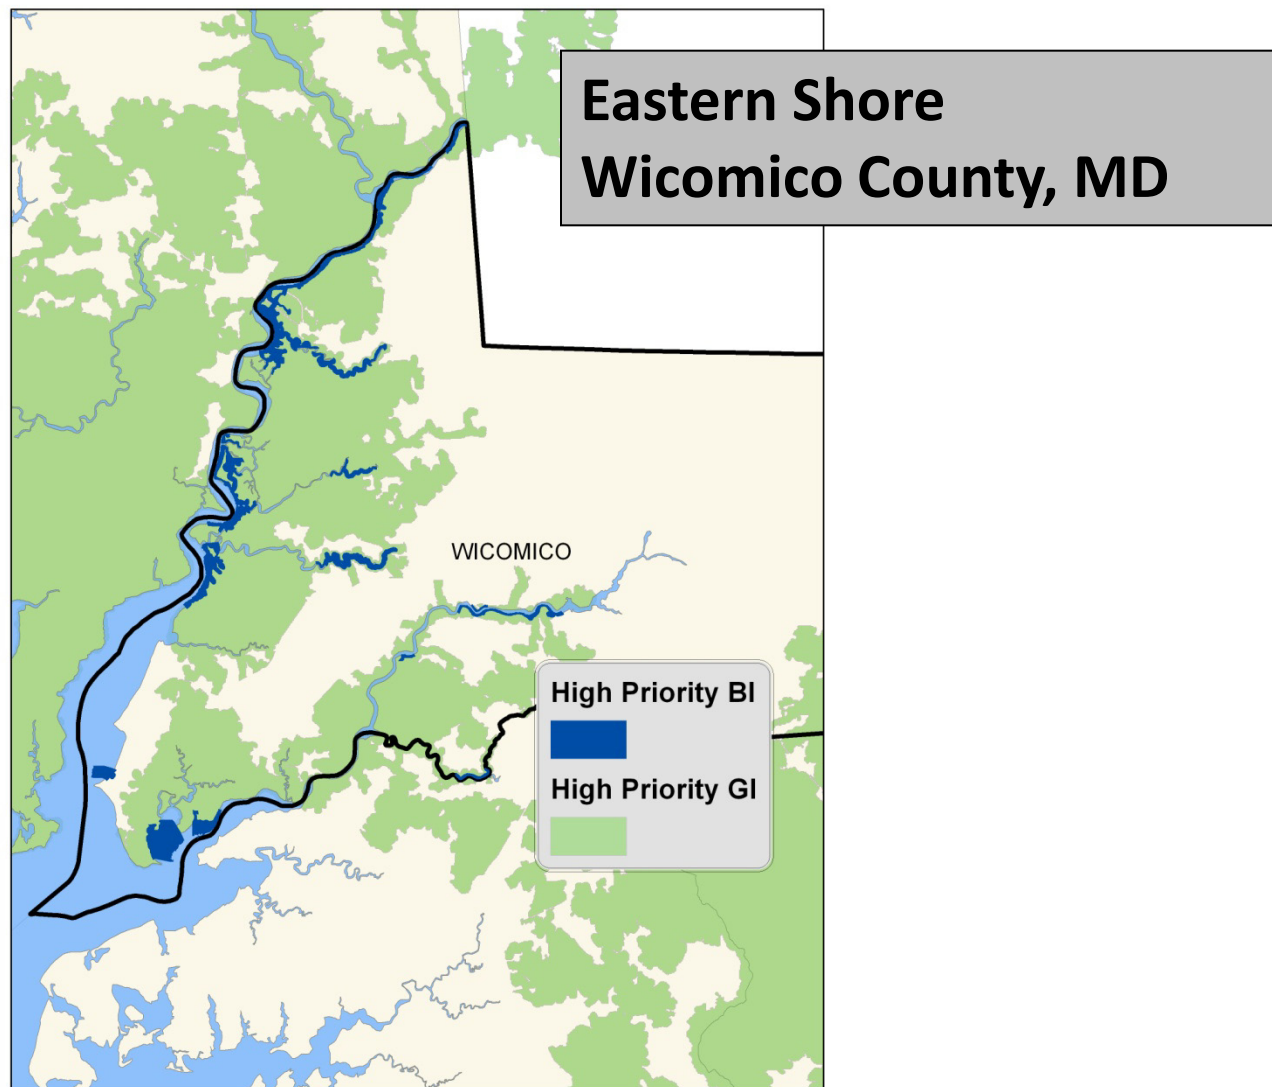 Eastern Shore
Wicomico County, MD
WICOMICO
High Priority BI
High Priority GI